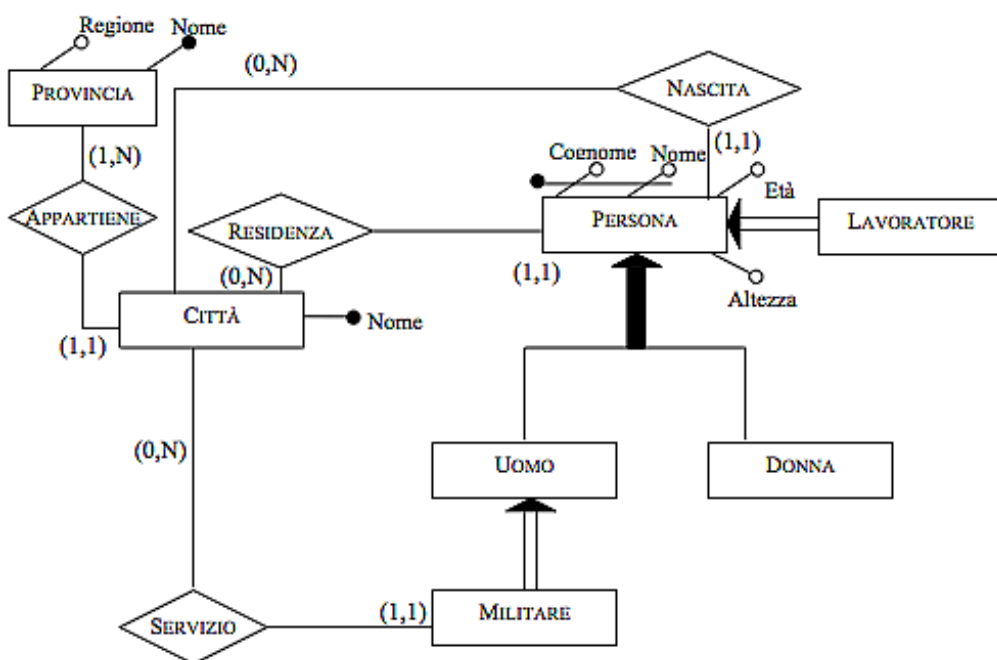 Regione
Nome
PROVINCIA
(0,N)
NASCITA
(1,N)
(1,1)
Cognome
Nome
Età
APPARTIENE
RESIDENZA
PERSONA
LAVORATORE
(0,N)
(1,1)
Altezza
CITTÀ
Nome
(1,1)
(0,N)
UOMO
DONNA
(1,1)
MILITARE
SERVIZIO